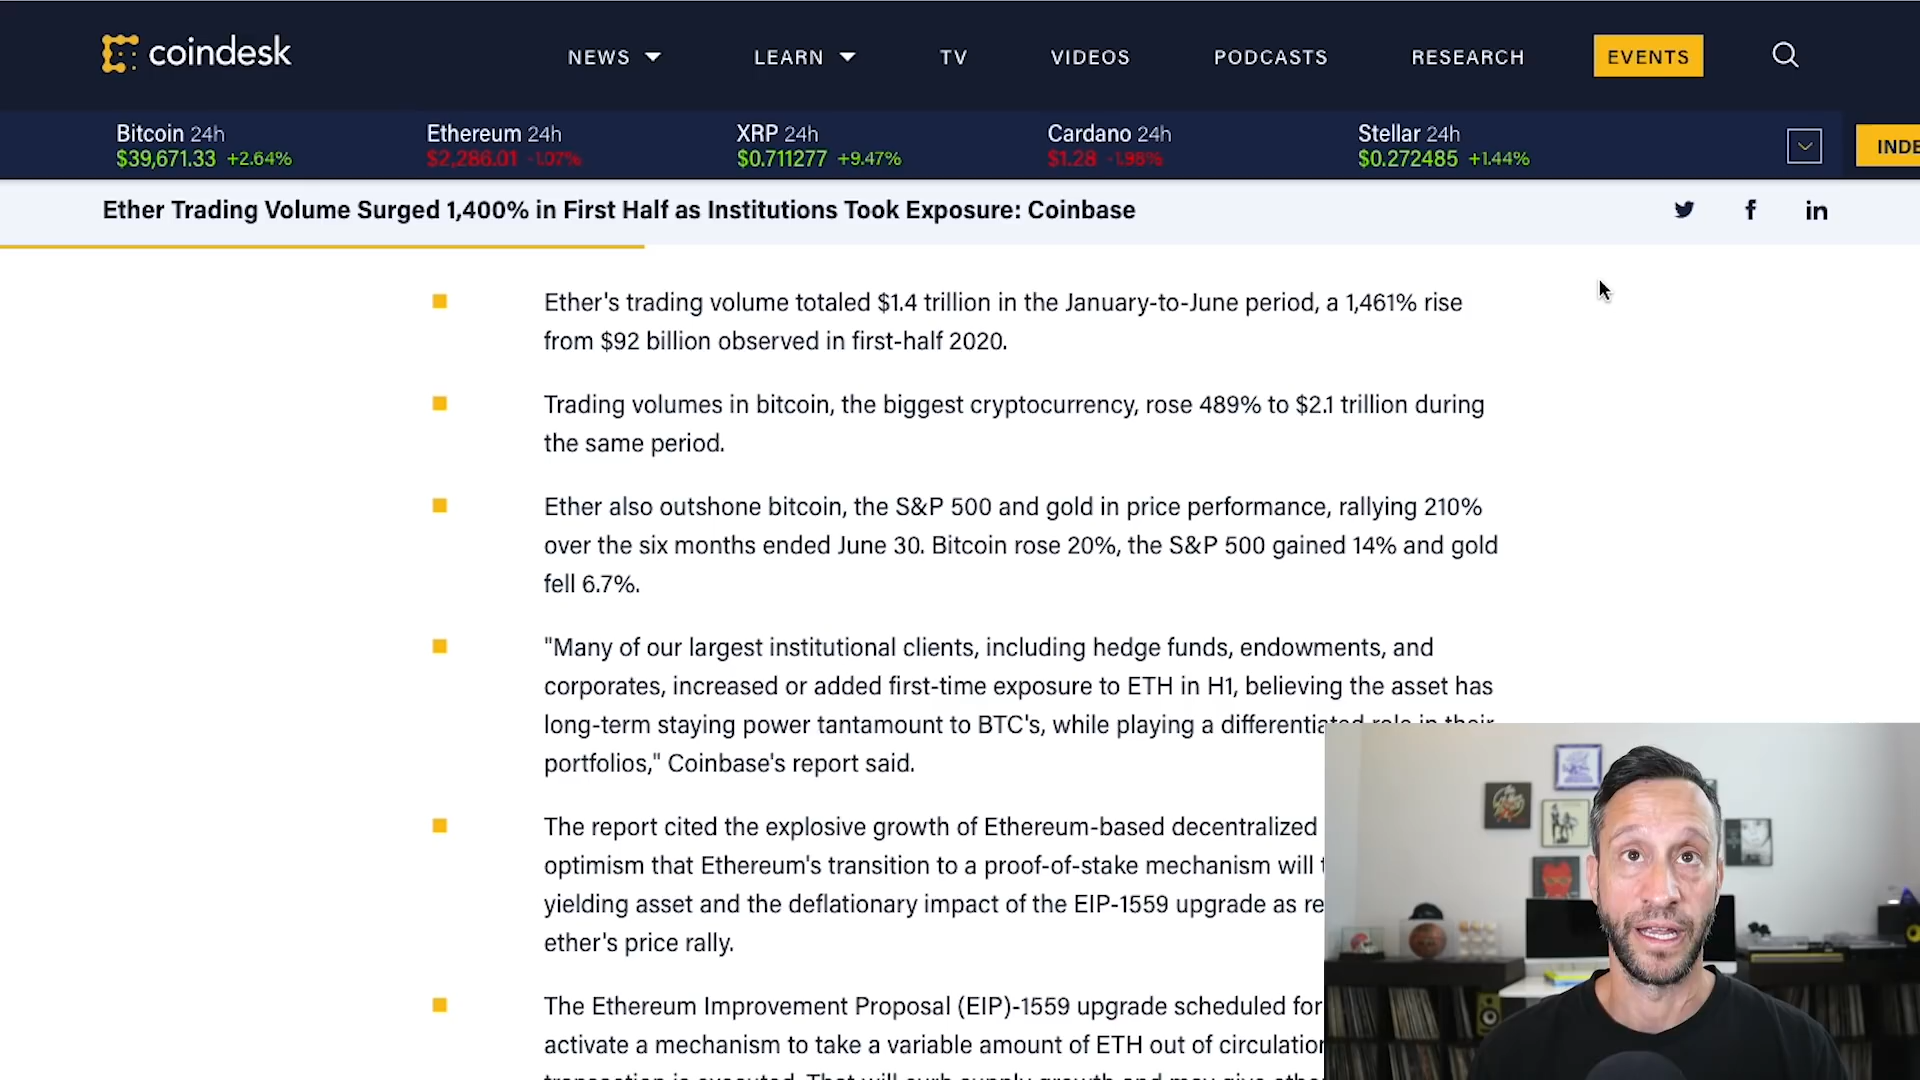 coindesk
NEWS LEARN TV VIDEOS PODCASTS RESEARCH EVENTS
Bitcoin 24h Ethereum 24h XRP 24h Cardano 24h Stellar 24h
$39,671.33 +2.64% $2,286.01 -1.07% $0.711277 +9.47% $1.28 -1.98% $0.272485 +1.44%
INDE
Ether Trading Volume Surged 1,400% in First Half as Institutions Took Exposure: Coinbase
Ether's trading volume totaled $1.4 trillion in the January-to-June period, a 1,461% rise
from $92 billion observed in first-half 2020.
Trading volumes in bitcoin, the biggest cryptocurrency, rose 489% to $2.1 trillion during
the same period.
Ether also outshone bitcoin, the S&P 500 and gold in price performance, rallying 210%
over the six months ended June 30. Bitcoin rose 20%, the S&P 500 gained 14% and gold
fell 6.7%.
"Many of our largest institutional clients, including hedge funds, endowments, and
corporates, increased or added first-time exposure to ETH in H1, believing the asset has
long-term staying power tantamount to BTC's, while playing a differentiated role in their
portfolios," Coinbase's report said.
The report cited the explosive growth of Ethereum-based decentralized
optimism that Ethereum's transition to a proof-of-stake mechanism will t
yielding asset and the deflationary impact of the EIP-1559 upgrade as re
ether's price rally.
The Ethereum Improvement Proposal (EIP)-1559 upgrade scheduled for
activate a mechanism to take a variable amount of ETH out of circulation